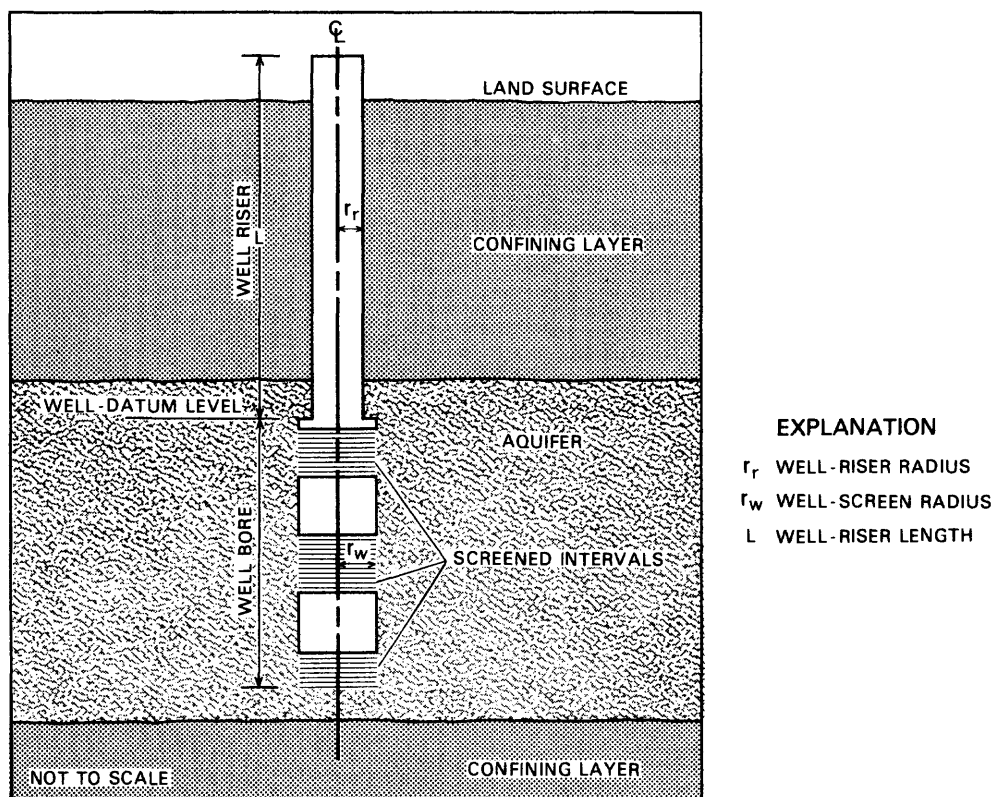 ℄
LAND SURFACE
WELL RISER
L
r_r
CONFINING LAYER
WELL-DATUM LEVEL
AQUIFER
WELL BORE
r_w
SCREENED INTERVALS
NOT TO SCALE
CONFINING LAYER
EXPLANATION
r_r WELL-RISER RADIUS
r_w WELL-SCREEN RADIUS
L WELL-RISER LENGTH